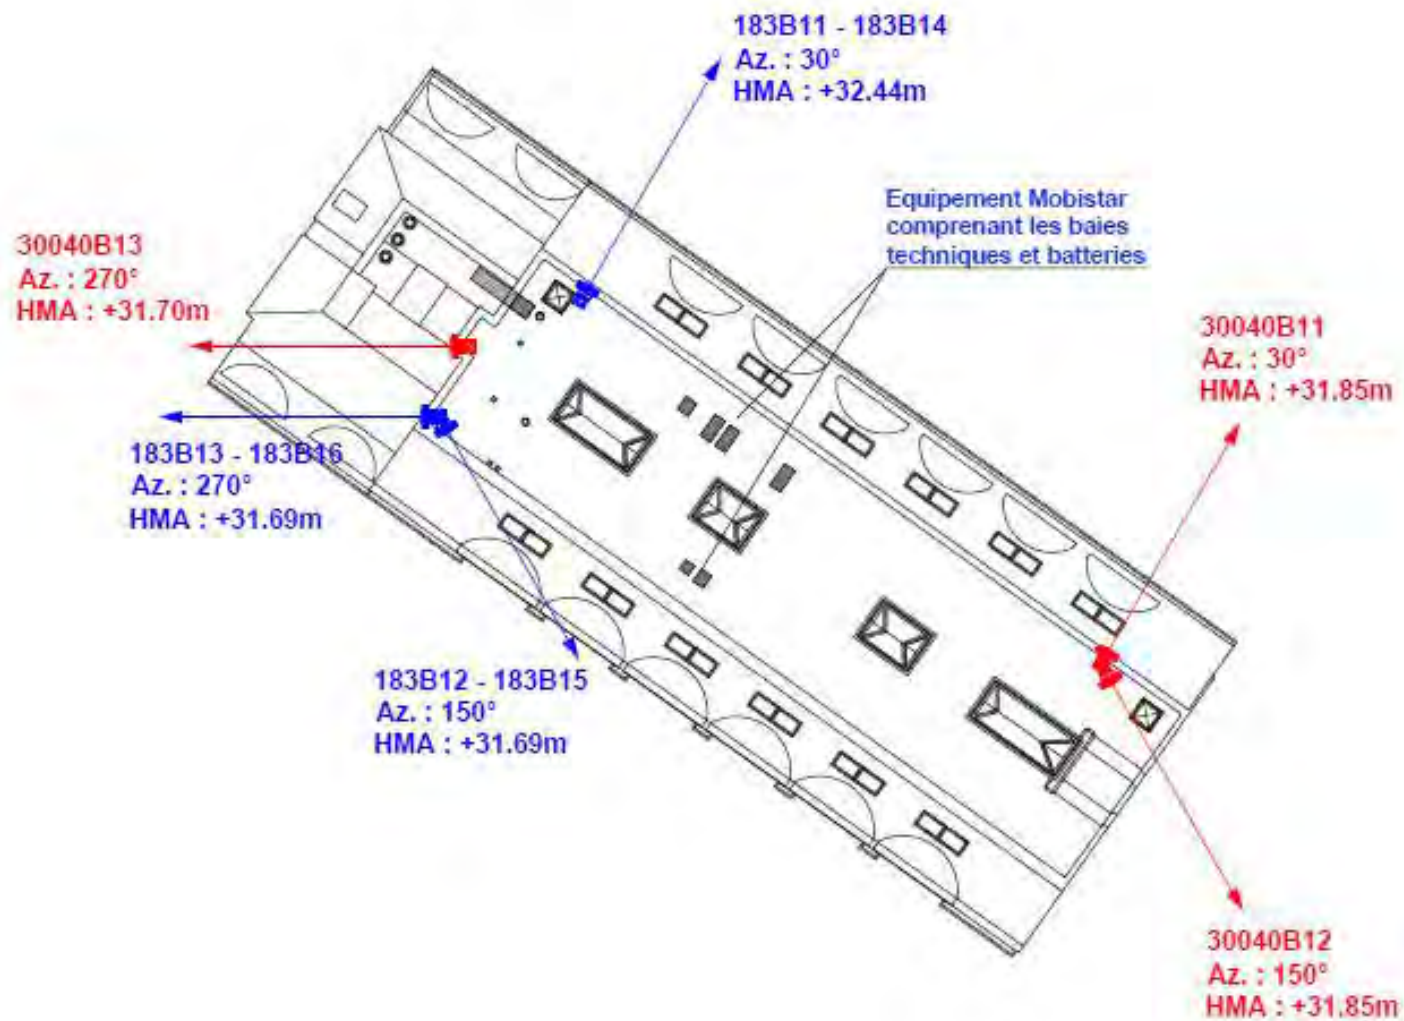 183B11 - 183B14
Az. : 30°
HMA : +32.44m
Equipement Mobistar
comprenant les baies
techniques et batteries
30040B13
Az. : 270°
HMA : +31.70m
30040B11
Az. : 30°
HMA : +31.85m
183B13 - 183B16
Az. : 270°
HMA : +31.69m
183B12 - 183B15
Az. : 150°
HMA : +31.69m
30040B12
Az. : 150°
HMA : +31.85m